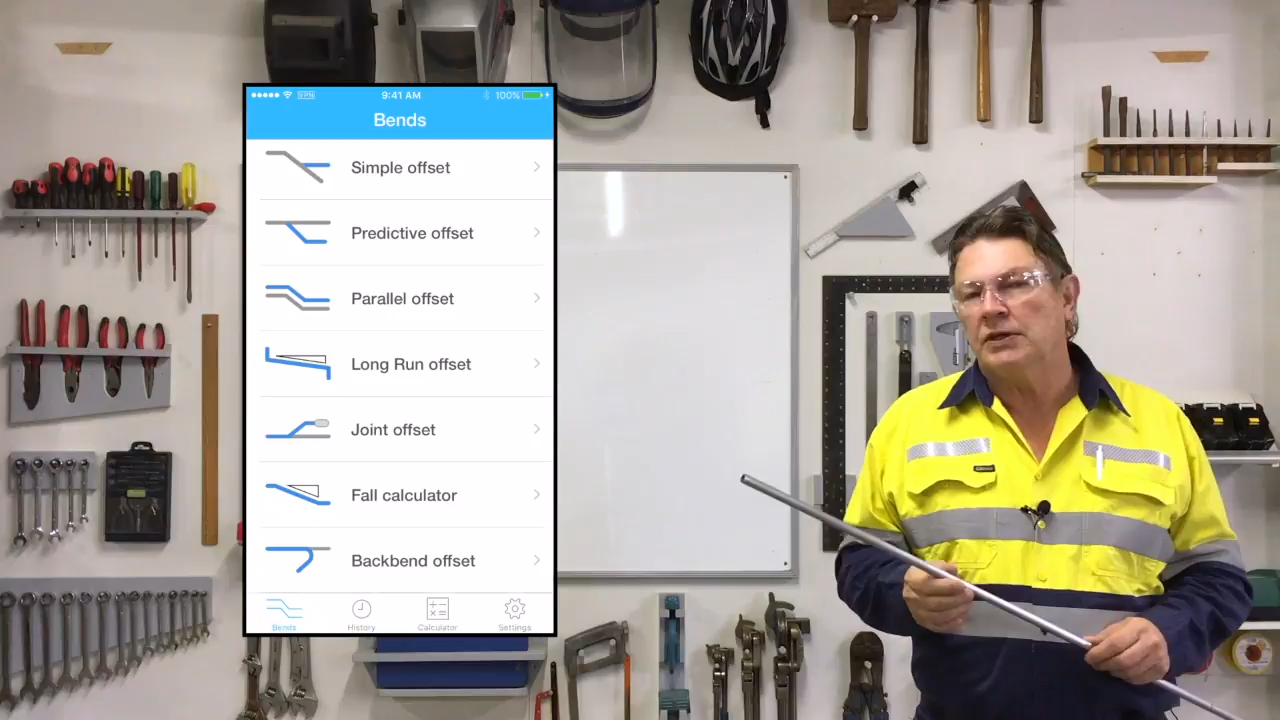 VPN 9:41 AM 100%
Bends
Simple offset
Predictive offset
Parallel offset
Long Run offset
Joint offset
Fall calculator
Backbend offset
Bends History Calculator Settings